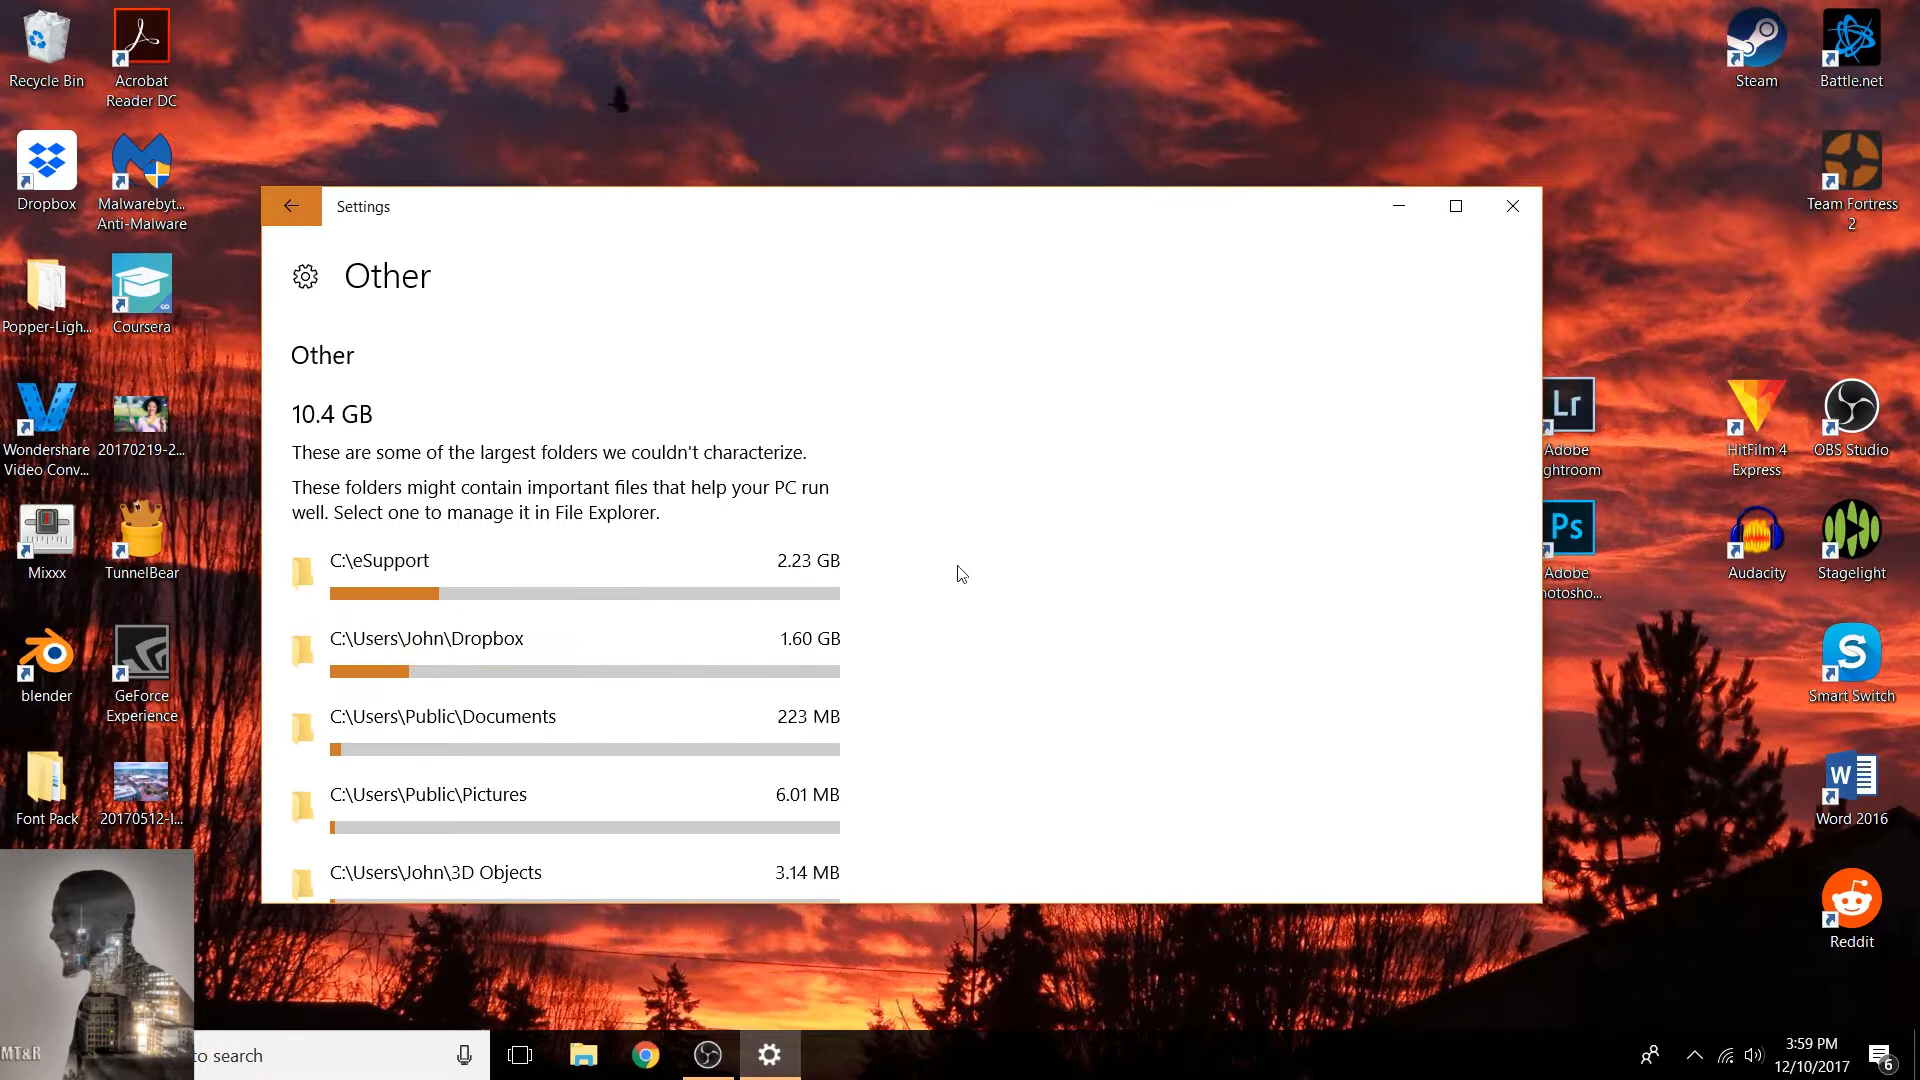 Recycle Bin
Acrobat
Reader DC
Steam
Battle.net
Dropbox
Malwarebyt...
Anti-Malware
Team Fortress
2
Settings
Other
Popper-Ligh...
Coursera
Other
10.4 GB
These are some of the largest folders we couldn't characterize.
These folders might contain important files that help your PC run
well. Select one to manage it in File Explorer.
Wondershare
Video Conv...
20170219-2...
Lr
Adobe
ghtroom
HitFilm 4
Express
OBS Studio
C:\eSupport 2.23 GB
Mixxx
TunnelBear
Ps
Adobe
hotosho...
Audacity
Stagelight
C:\Users\John\Dropbox 1.60 GB
blender
GeForce
Experience
S
Smart Switch
C:\Users\Public\Documents 223 MB
C:\Users\Public\Pictures 6.01 MB
Font Pack
20170512-I...
W
Word 2016
C:\Users\John\3D Objects 3.14 MB
Reddit
MT&R
to search
3:59 PM
12/10/2017
6